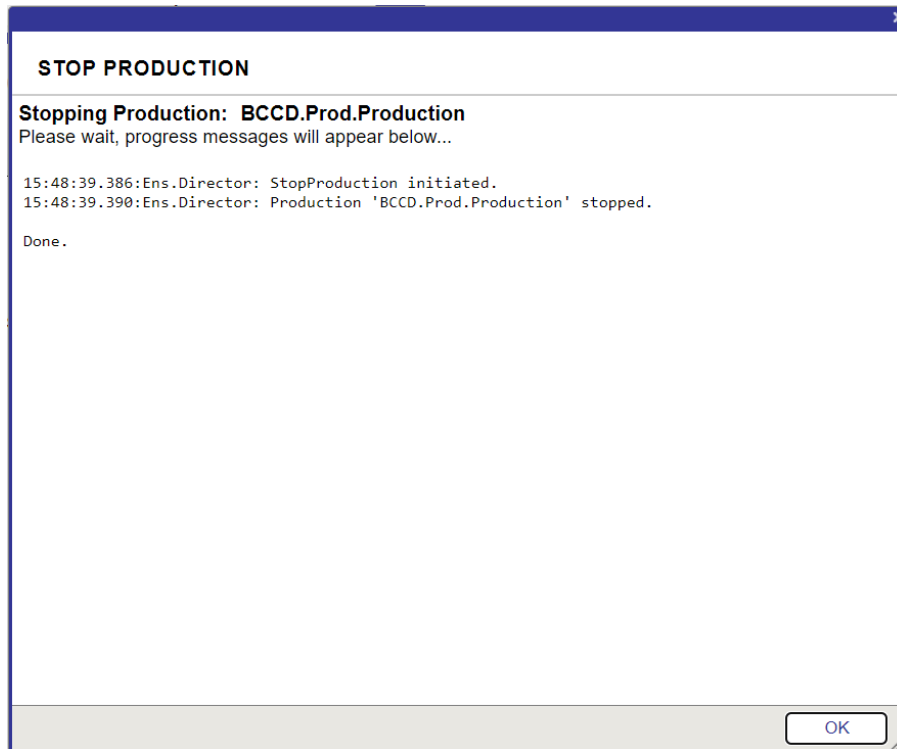 STOP PRODUCTION
Stopping Production: BCCD.Prod.Production
Please wait, progress messages will appear below...
15:48:39.386:Ens.Director: StopProduction initiated.
15:48:39.390:Ens.Director: Production 'BCCD.Prod.Production' stopped.
Done.
OK